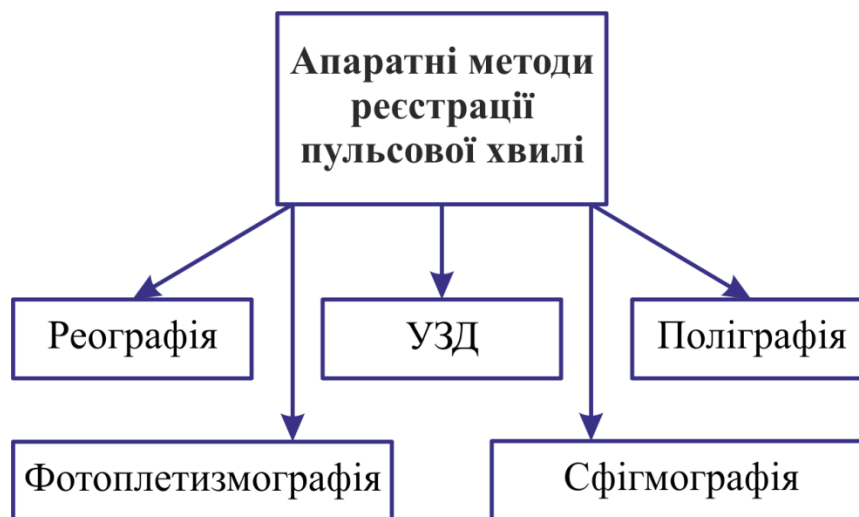 Апаратні методи
реєстрації
пульсової хвилі
Реографія
УЗД
Поліграфія
Фотоплетизмографія
Сфігмографія